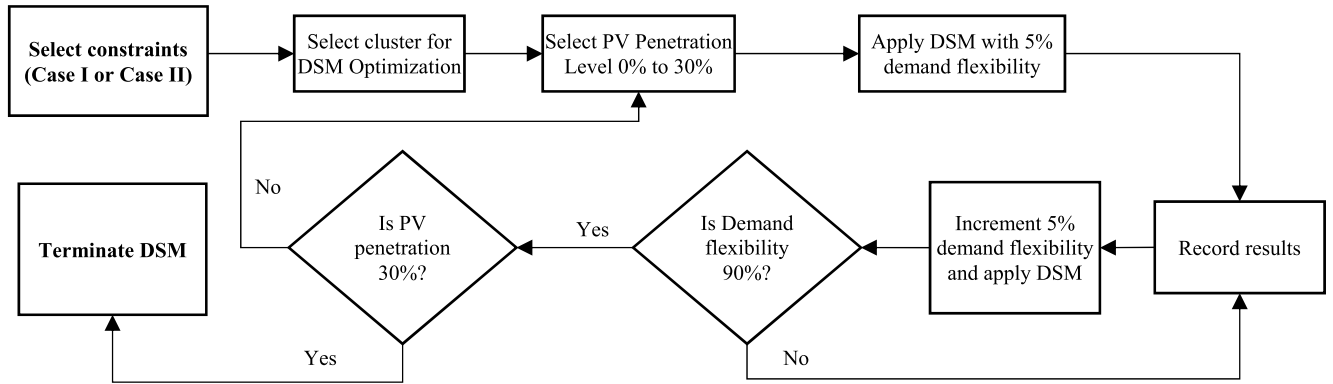 Select constraints
(Case I or Case II)
Select cluster for
DSM Optimization
Select PV Penetration
Level 0% to 30%
Apply DSM with 5%
demand flexibility
No
Terminate DSM
Is PV
penetration
30%?
Yes
Is Demand
flexibility
90%?
Increment 5%
demand flexibility
and apply DSM
Record results
Yes
No